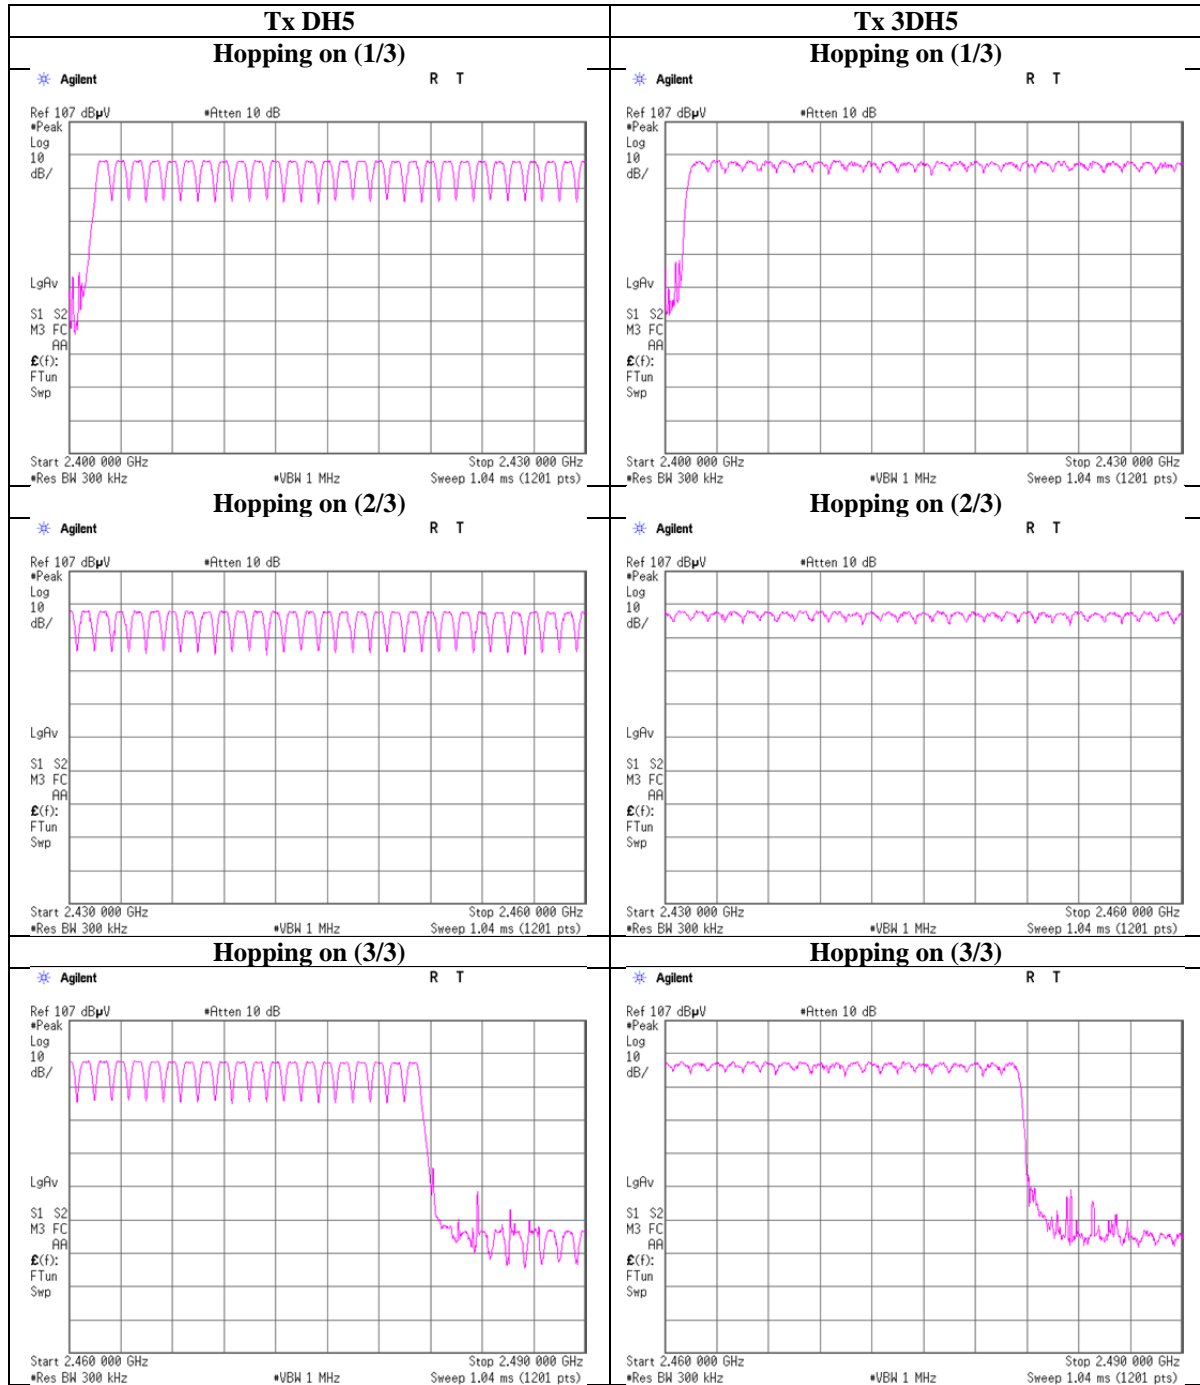 Tx DH5
Tx 3DH5
Hopping on (1/3)
Hopping on (1/3)
Agilent
R T
Ref 107 dBµV
#Atten 10 dB
#Peak
Log
10
dB/
LgAv
S1 S2
M3 FC
AA
£(f):
FTun
Swp
Start 2.400 000 GHz
Stop 2.430 000 GHz
#Res BW 300 kHz
#VBW 1 MHz
Sweep 1.04 ms (1201 pts)
Agilent
R T
Ref 107 dBµV
#Atten 10 dB
#Peak
Log
10
dB/
LgAv
S1 S2
M3 FC
AA
£(f):
FTun
Swp
Start 2.400 000 GHz
Stop 2.430 000 GHz
#Res BW 300 kHz
#VBW 1 MHz
Sweep 1.04 ms (1201 pts)
Hopping on (2/3)
Hopping on (2/3)
Agilent
R T
Ref 107 dBµV
#Atten 10 dB
#Peak
Log
10
dB/
LgAv
S1 S2
M3 FC
AA
£(f):
FTun
Swp
Start 2.430 000 GHz
Stop 2.460 000 GHz
#Res BW 300 kHz
#VBW 1 MHz
Sweep 1.04 ms (1201 pts)
Agilent
R T
Ref 107 dBµV
#Atten 10 dB
#Peak
Log
10
dB/
LgAv
S1 S2
M3 FC
AA
£(f):
FTun
Swp
Start 2.430 000 GHz
Stop 2.460 000 GHz
#Res BW 300 kHz
#VBW 1 MHz
Sweep 1.04 ms (1201 pts)
Hopping on (3/3)
Hopping on (3/3)
Agilent
R T
Ref 107 dBµV
#Atten 10 dB
#Peak
Log
10
dB/
LgAv
S1 S2
M3 FC
AA
£(f):
FTun
Swp
Start 2.460 000 GHz
Stop 2.490 000 GHz
#Res BW 300 kHz
#VBW 1 MHz
Sweep 1.04 ms (1201 pts)
Agilent
R T
Ref 107 dBµV
#Atten 10 dB
#Peak
Log
10
dB/
LgAv
S1 S2
M3 FC
AA
£(f):
FTun
Swp
Start 2.460 000 GHz
Stop 2.490 000 GHz
#Res BW 300 kHz
#VBW 1 MHz
Sweep 1.04 ms (1201 pts)